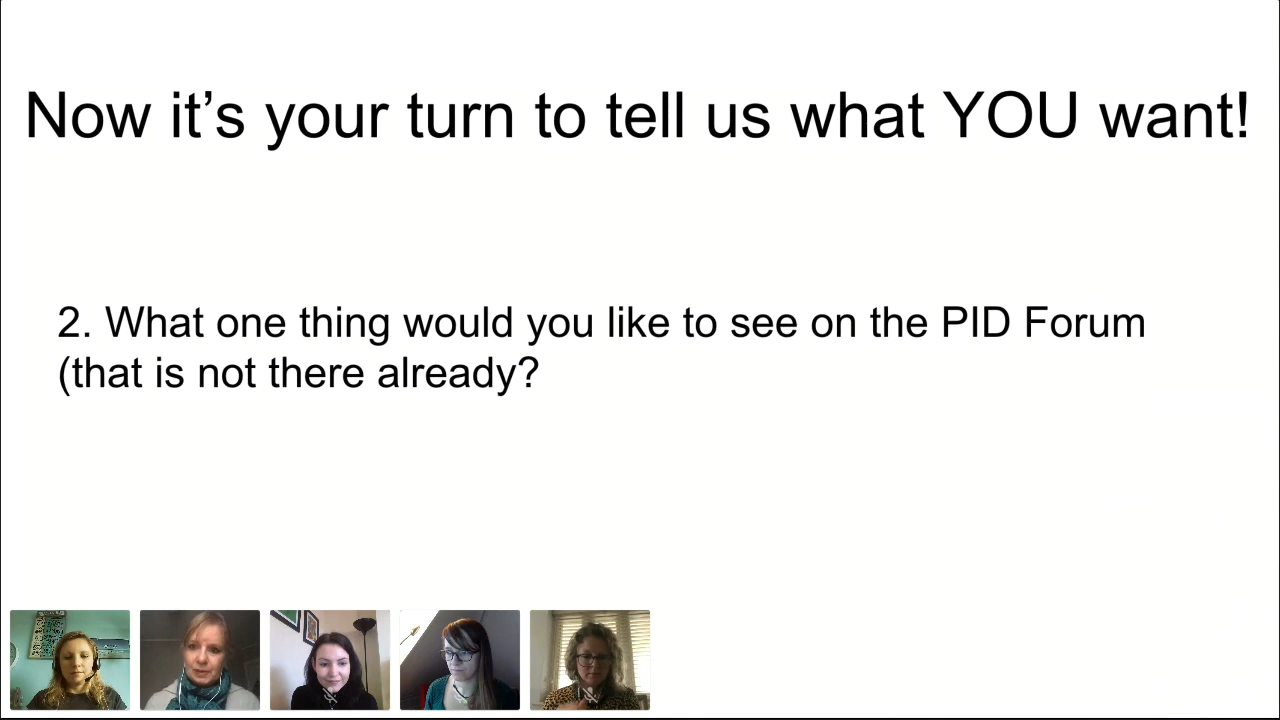 Now it’s your turn to tell us what YOU want!
2. What one thing would you like to see on the PID Forum
(that is not there already?